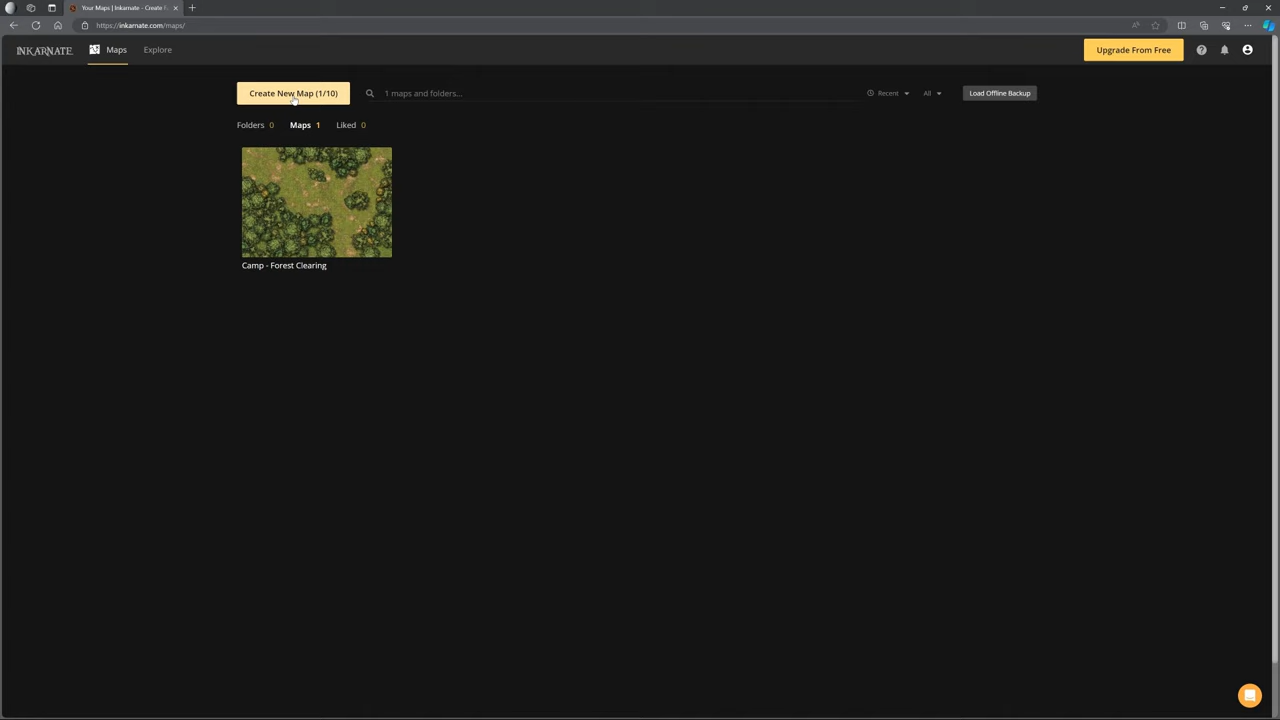 Your Maps | Inkarnate - Create F
https://inkarnate.com/maps/
INKARNATE Maps Explore Upgrade From Free
Create New Map (1/10) 1 maps and folders... Recent All Load Offline Backup
Folders 0 Maps 1 Liked 0
Camp - Forest Clearing